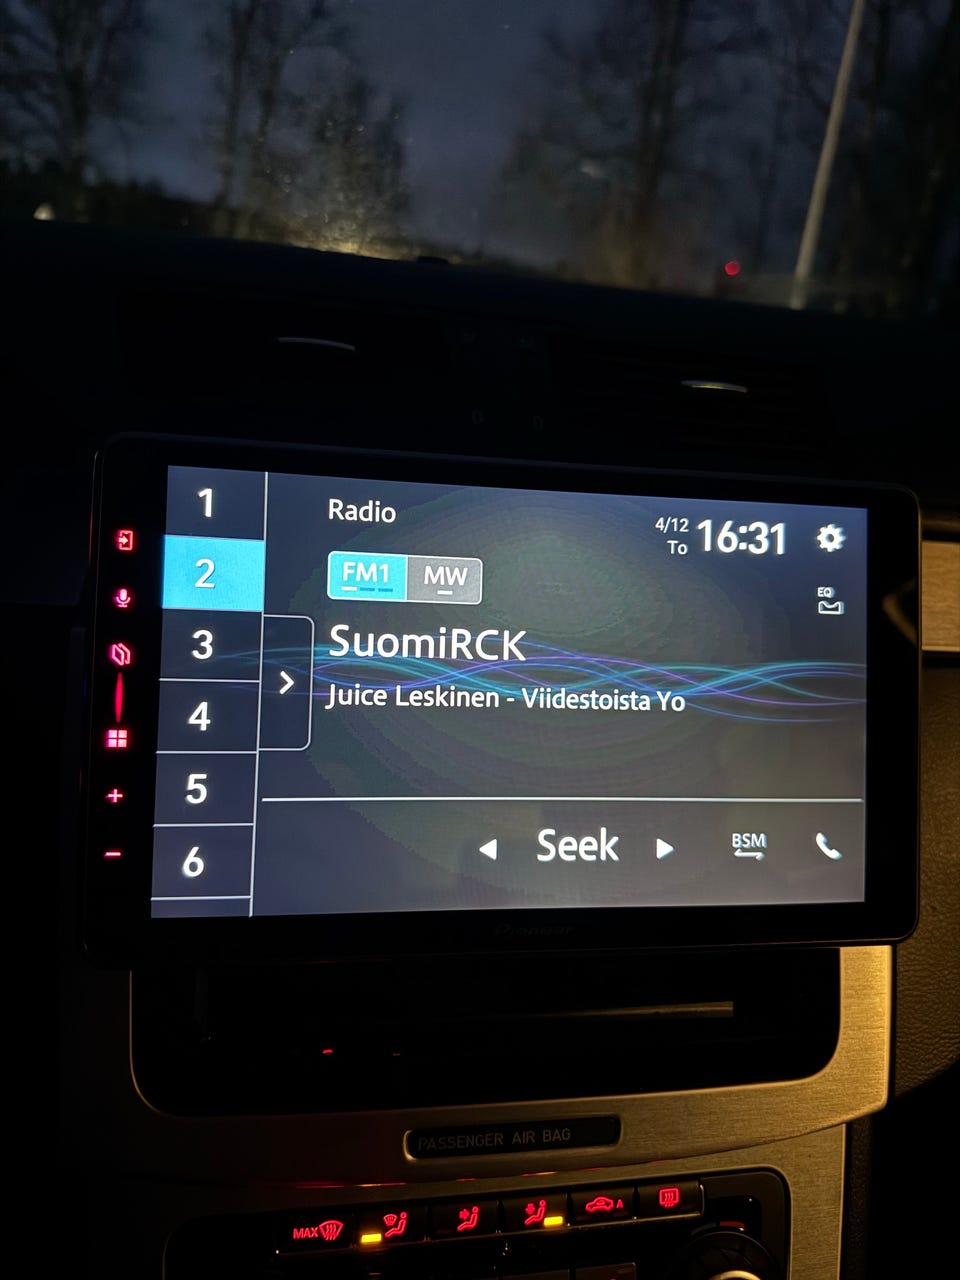 1
2
3
4
5
6
Radio
4/12
To
16:31
FM1
MW
EQ
SuomiRCK
Juice Leskinen - Viidestoista Yo
Seek
BSM
Pioneer
PASSENGER AIR BAG
MAX
A